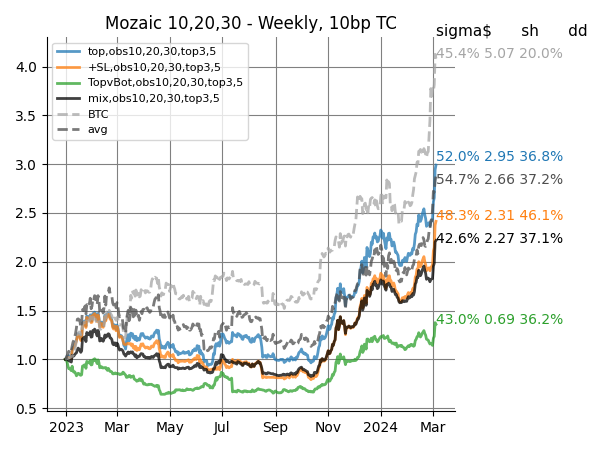 Mozaic 10,20,30 - Weekly, 10bp TC
sigma$ sh dd
top,obs10,20,30,top3,5
+SL,obs10,20,30,top3,5
TopvBot,obs10,20,30,top3,5
mix,obs10,20,30,top3,5
BTC
avg
45.4% 5.07 20.0%
52.0% 2.95 36.8%
54.7% 2.66 37.2%
48.3% 2.31 46.1%
42.6% 2.27 37.1%
43.0% 0.69 36.2%
4.0
3.5
3.0
2.5
2.0
1.5
1.0
0.5
2023 Mar May Jul Sep Nov 2024 Mar